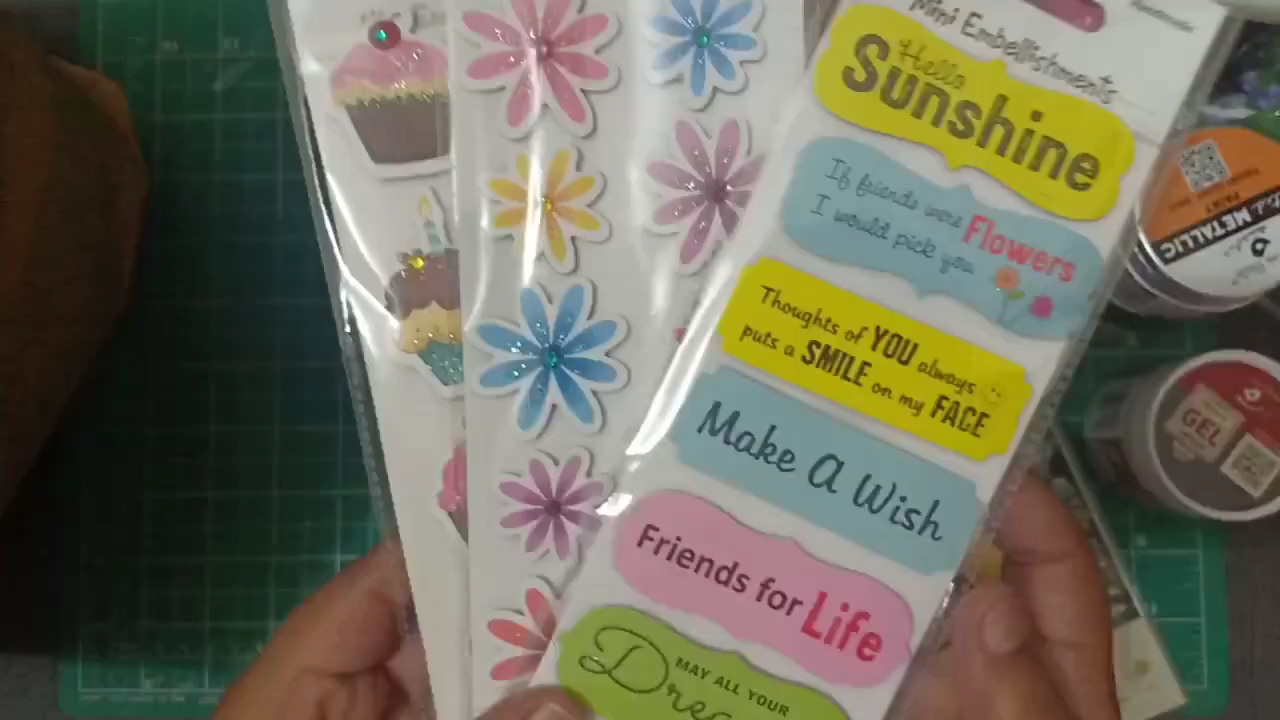 Mini Embellishments
Hello
Sunshine
If friends were Flowers
I would pick you
Thoughts of YOU always
puts a SMILE on my FACE
Make A Wish
Friends for Life
MAY ALL YOUR
METALLIC
GEL